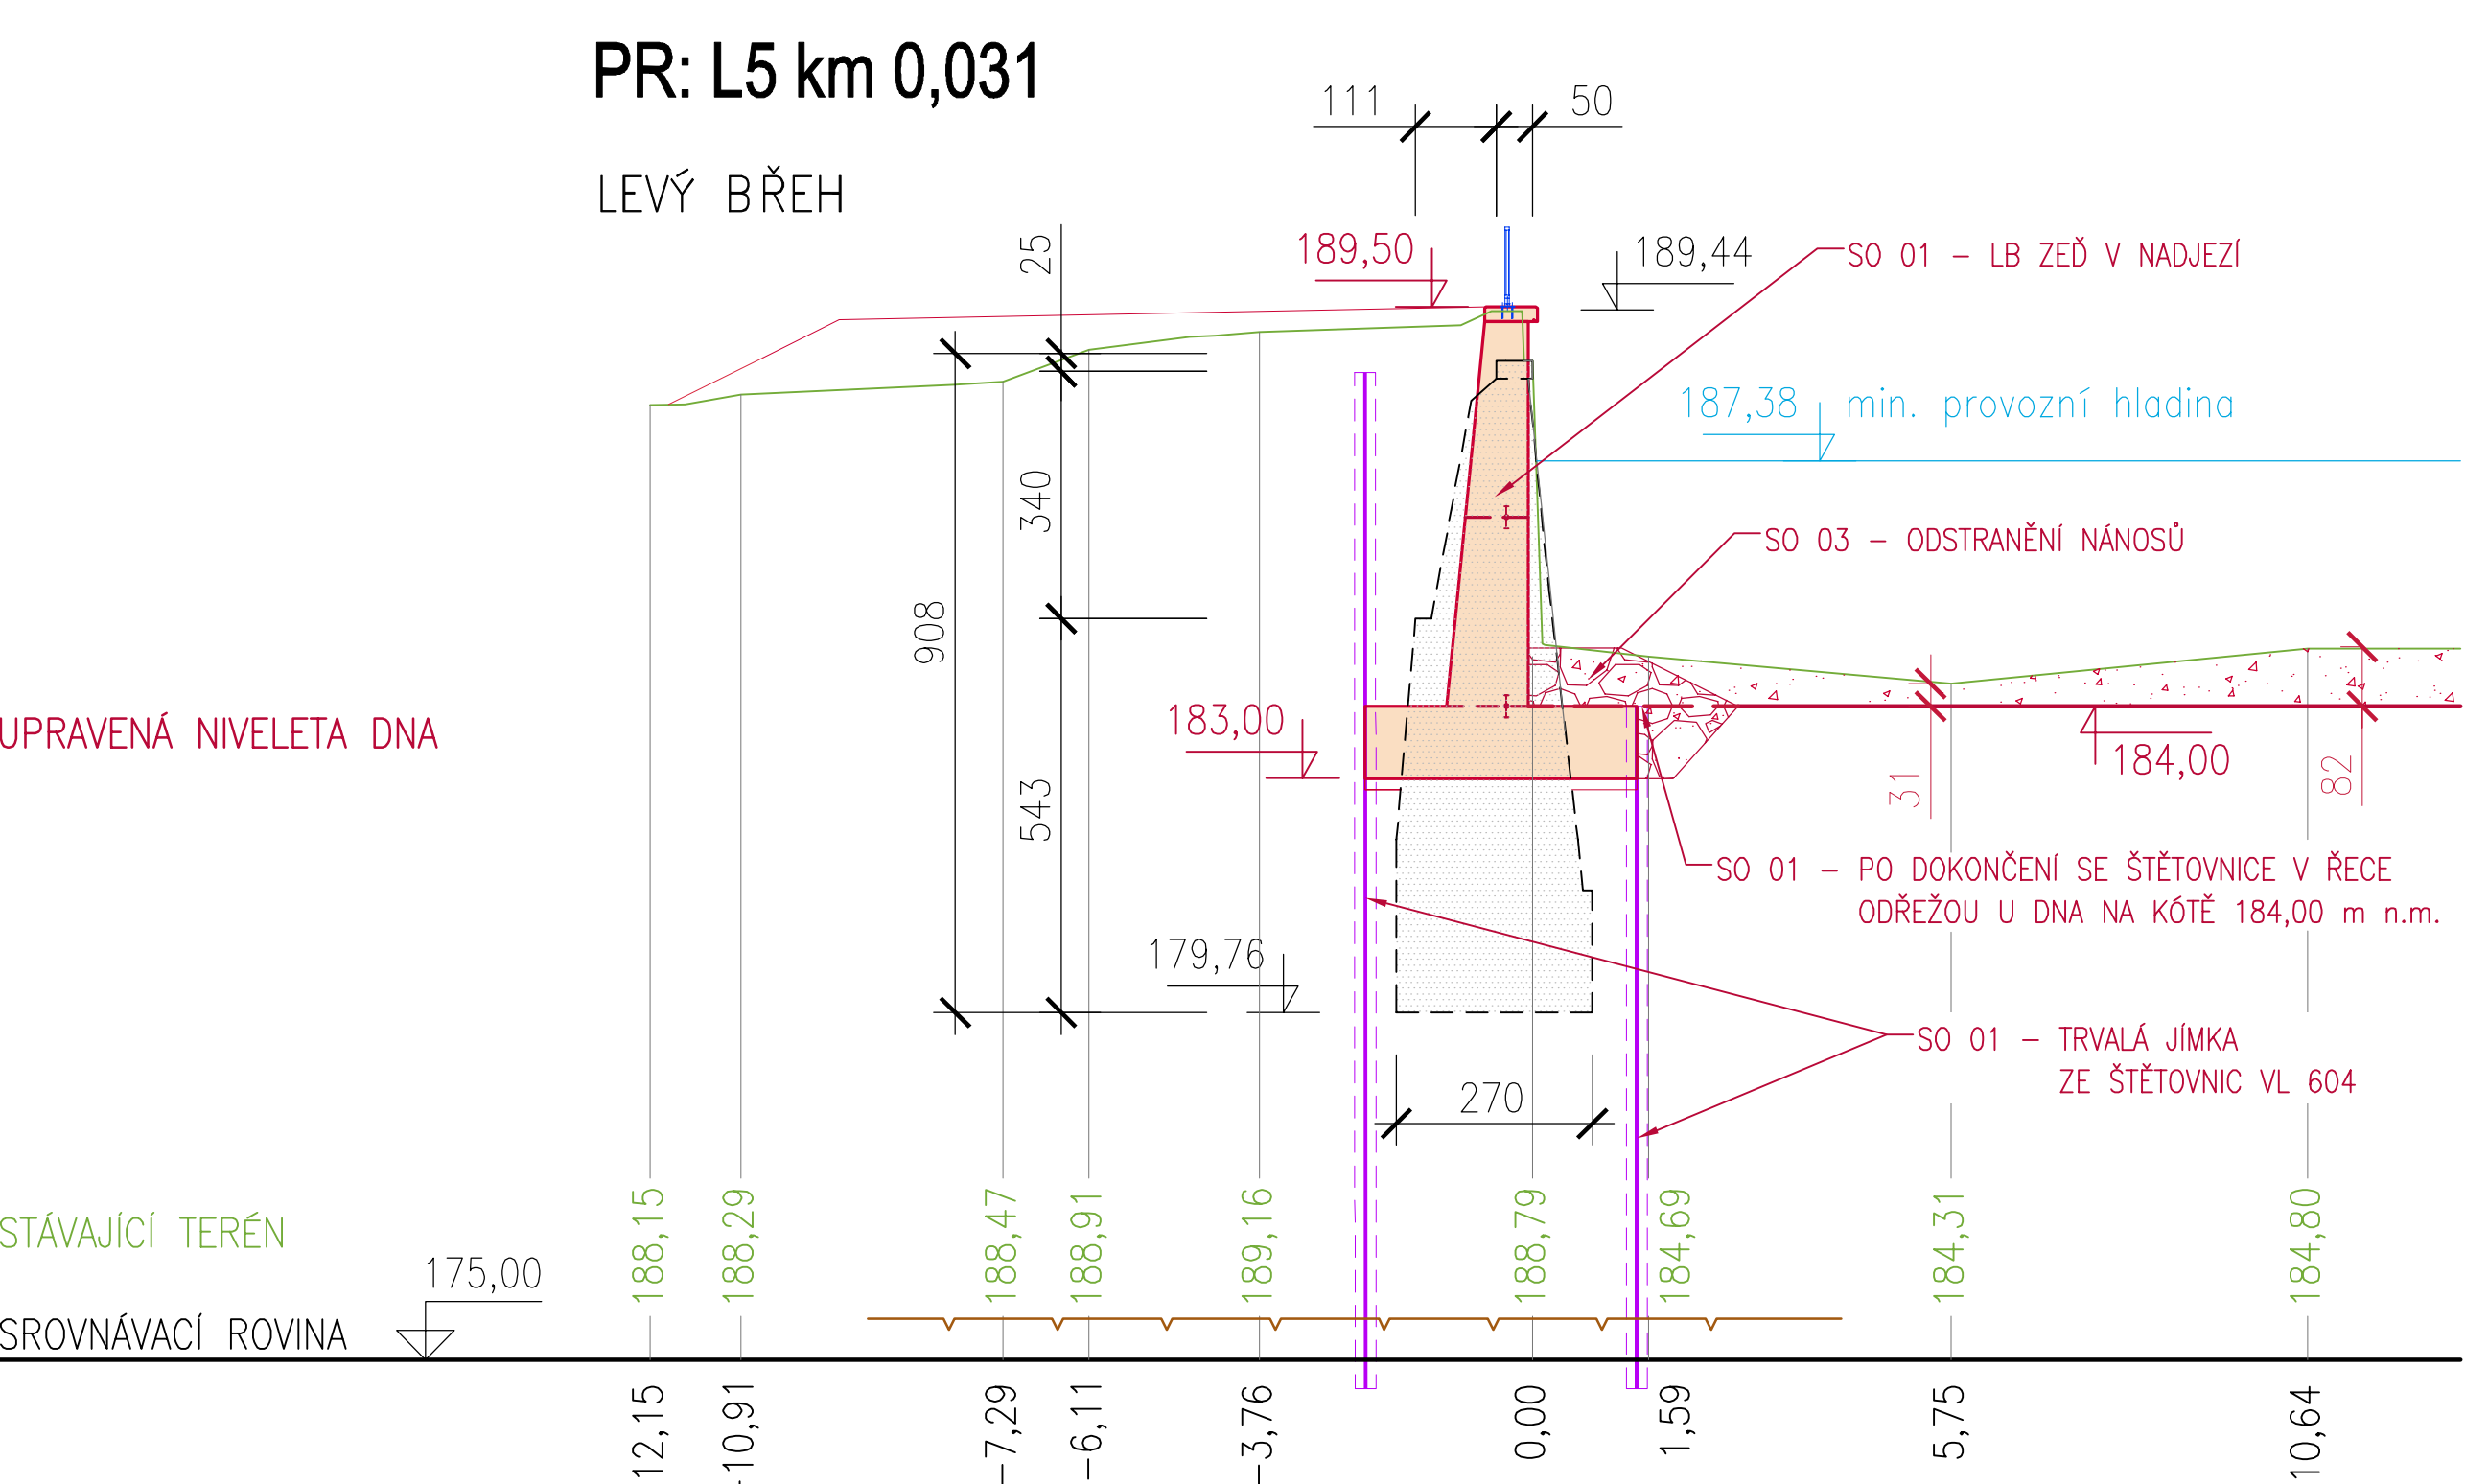 PR: L5 km 0,031
LEVÝ BŘEH
111
50
25
189,50
189,44
SO 01 – LB ZEĎ V NADJEZÍ
187,38 min. provozní hladina
340
SO 03 – ODSTRANĚNÍ NÁNOSŮ
908
UPRAVENÁ NIVELETA DNA
183,00
184,00
31
82
543
SO 01 – PO DOKONČENÍ SE ŠTĚTOVNICE V ŘECE
ODŘEŽOU U DNA NA KÓTĚ 184,00 m n.m.
179,76
SO 01 – TRVALÁ JÍMKA
ZE ŠTĚTOVNIC VL 604
270
STÁVAJÍCÍ TERÉN
188,15
188,29
188,47
188,91
189,16
188,79
184,69
184,31
184,80
175,00
SROVNÁVACÍ ROVINA
12,15
-10,91
-7,29
-6,11
-3,76
0,00
1,59
5,75
10,64